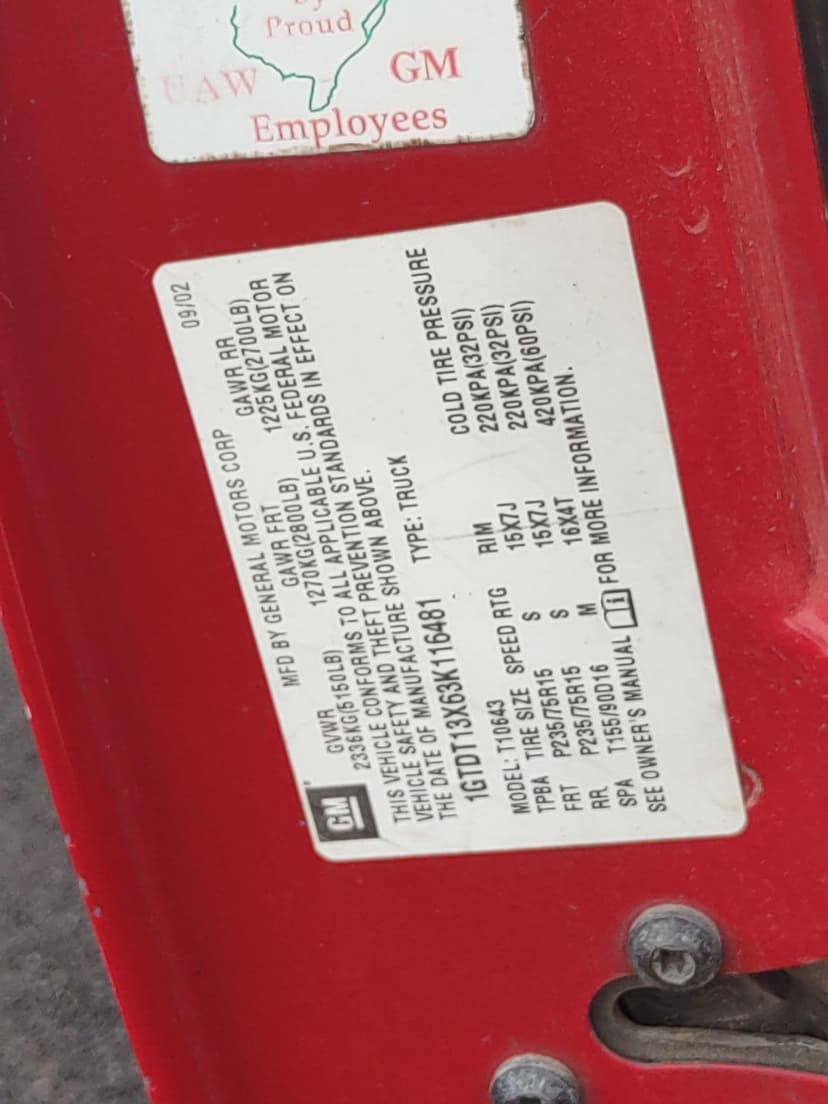 Proud
UAW GM
Employees
MFD BY GENERAL MOTORS CORP 09/02
GVWR GAWR FRT GAWR RR
2336KG(5150LB) 1270KG(2800LB) 1225KG(2700LB)
THIS VEHICLE CONFORMS TO ALL APPLICABLE U.S. FEDERAL MOTOR
VEHICLE SAFETY AND THEFT PREVENTION STANDARDS IN EFFECT ON
THE DATE OF MANUFACTURE SHOWN ABOVE.
GM
1GTDT13X63K116481 TYPE: TRUCK
MODEL: T10643
TPBA TIRE SIZE SPEED RTG RIM COLD TIRE PRESSURE
FRT P235/75R15 S 15X7J 220KPA(32PSI)
RR P235/75R15 S 15X7J 220KPA(32PSI)
SPA T155/90D16 M 16X4T 420KPA(60PSI)
SEE OWNER'S MANUAL FOR MORE INFORMATION.